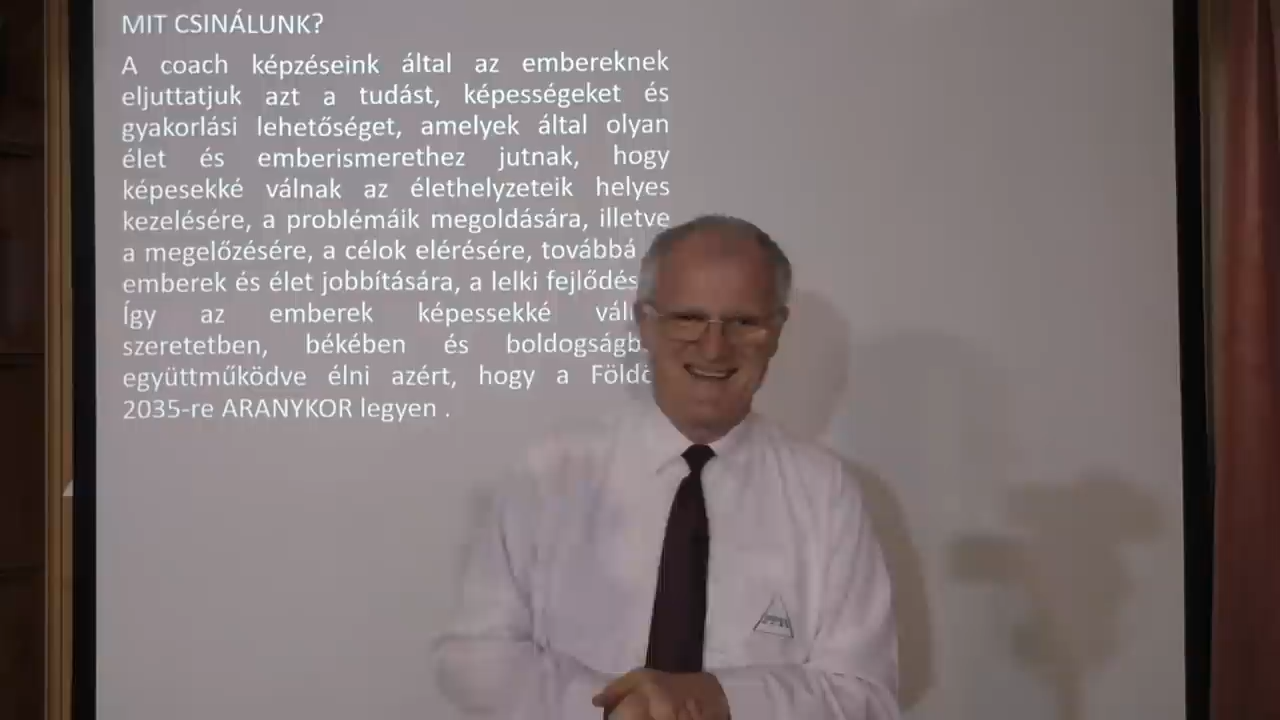 MIT CSINÁLUNK?
A coach képzéseink által az embereknek
eljuttatjuk azt a tudást, képességeket és
gyakorlási lehetőséget, amelyek által olyan
élet és emberismerethez jutnak, hogy
képesekké válnak az élethelyzeteik helyes
kezelésére, a problémáik megoldására, illetve
a megelőzésére, a célok elérésére, továbbá
emberek és élet jobbítására, a lelki
Így az emberek képessekké
szeretetben, békében és
együttműködve élni azért, hogy a
2035-re ARANYKOR legyen .